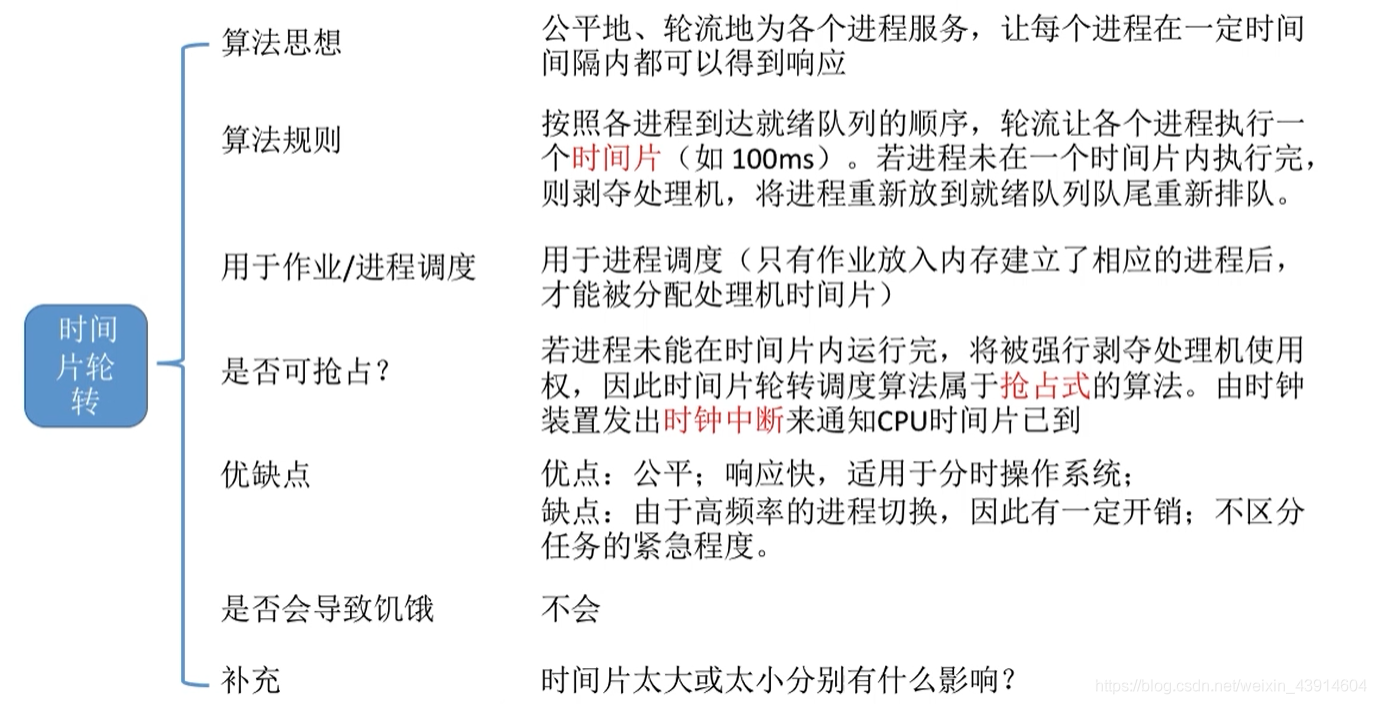 时间
片轮
转
算法思想
公平地、轮流地为各个进程服务，让每个进程在一定时间
间隔内都可以得到响应
算法规则
按照各进程到达就绪队列的顺序，轮流让各个进程执行一
个时间片（如 100ms）。若进程未在一个时间片内执行完，
则剥夺处理机，将进程重新放到就绪队列队尾重新排队。
用于作业/进程调度
用于进程调度（只有作业放入内存建立了相应的进程后，
才能被分配处理机时间片）
是否可抢占？
若进程未能在时间片内运行完，将被强行剥夺处理机使用
权，因此时间片轮转调度算法属于抢占式的算法。由时钟
装置发出时钟中断来通知CPU时间片已到
优缺点
优点：公平；响应快，适用于分时操作系统；
缺点：由于高频率的进程切换，因此有一定开销；不区分
任务的紧急程度。
是否会导致饥饿
不会
补充
时间片太大或太小分别有什么影响？
https://blog.csdn.net/weixin_43914604